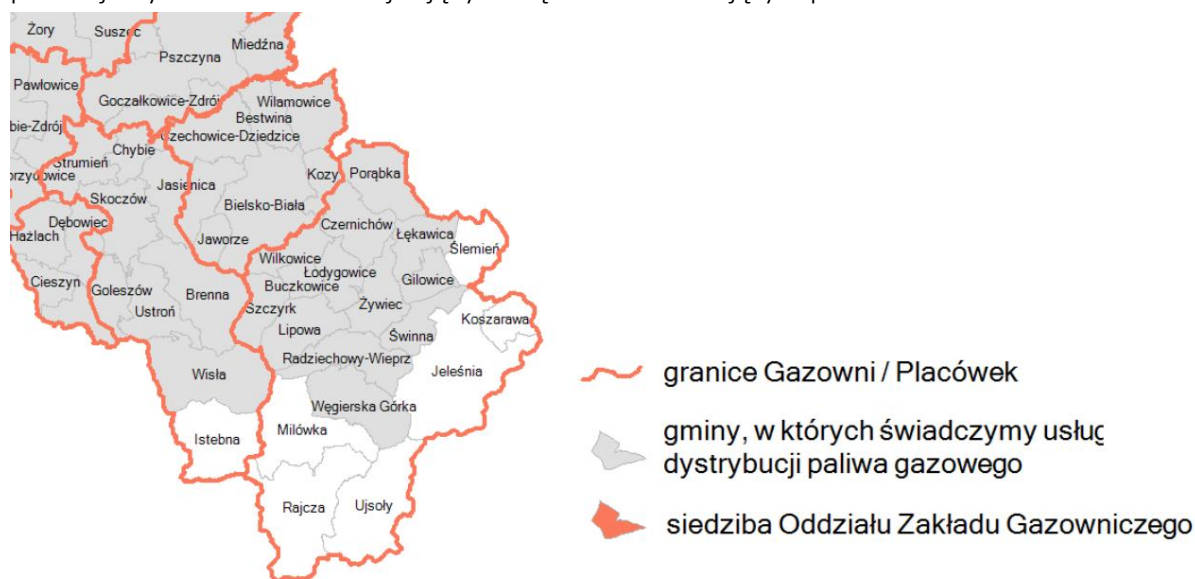 Żory
Suszec
Miedźna
Pszczyna
Pawłowice
Goczałkowice-Zdrój
Wilamowice
Bestwina
bie-Zdrój
Czechowice-Dziedzice
Chybie
Strumień
Kozy
Porąbka
Jasienica
Skoczów
Bielsko-Biała
Dębowiec
Czernichów
Hażlach
Łękawica
Jaworze
Ślemień
Wilkowice
Łodygowice
Cieszyn
Goleszów
Brenna
Buczkowice
Gilowice
Ustroń
Szczyrk
Żywiec
Koszarawa
Lipowa
Świnna
Radziechowy-Wieprz
Jeleśnia
Wisła
Węgierska Górka
Istebna
Milówka
Rajcza
Ujsoły
granice Gazowni / Placówek
gminy, w których świadczymy usług
dystrybucji paliwa gazowego
siedziba Oddziału Zakładu Gazowniczego